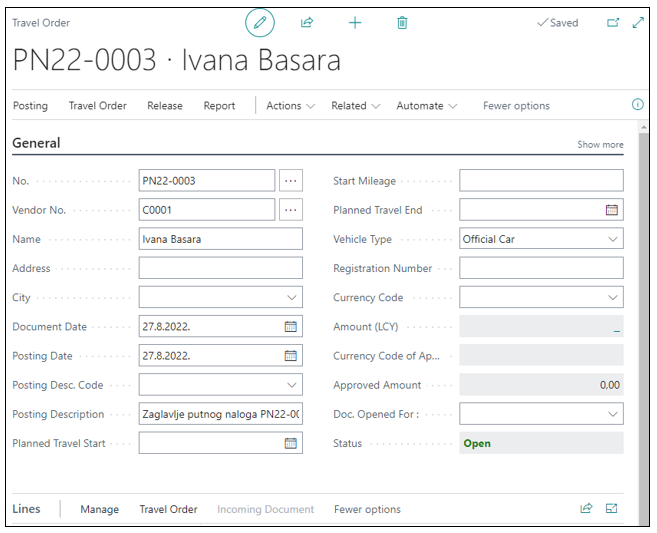 Travel Order
Saved
PN22-0003 · Ivana Basara
Posting Travel Order Release Report Actions Related Automate Fewer options
General
Show more
No. PN22-0003
Vendor No. C0001
Name Ivana Basara
Address
City
Document Date 27.8.2022.
Posting Date 27.8.2022.
Posting Desc. Code
Posting Description Zaglavlje putnog naloga PN22-00
Planned Travel Start
Start Mileage
Planned Travel End
Vehicle Type Official Car
Registration Number
Currency Code
Amount (LCY) _
Currency Code of Ap...
Approved Amount 0,00
Doc. Opened For :
Status Open
Lines Manage Travel Order Incoming Document Fewer options